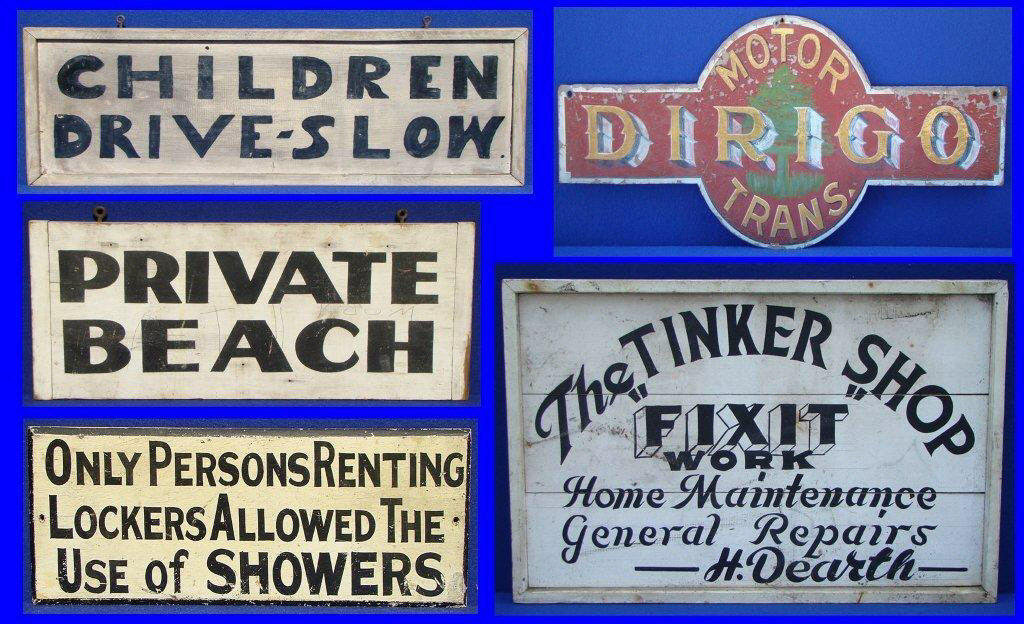 CHILDREN
DRIVE-SLOW
MOTOR
DIRIGO
TRANS.
PRIVATE
BEACH
The TINKER SHOP
"FIXIT"
WORK
Home Maintenance
General Repairs
H. Dearth
ONLY PERSONS RENTING
LOCKERS ALLOWED THE
USE of SHOWERS